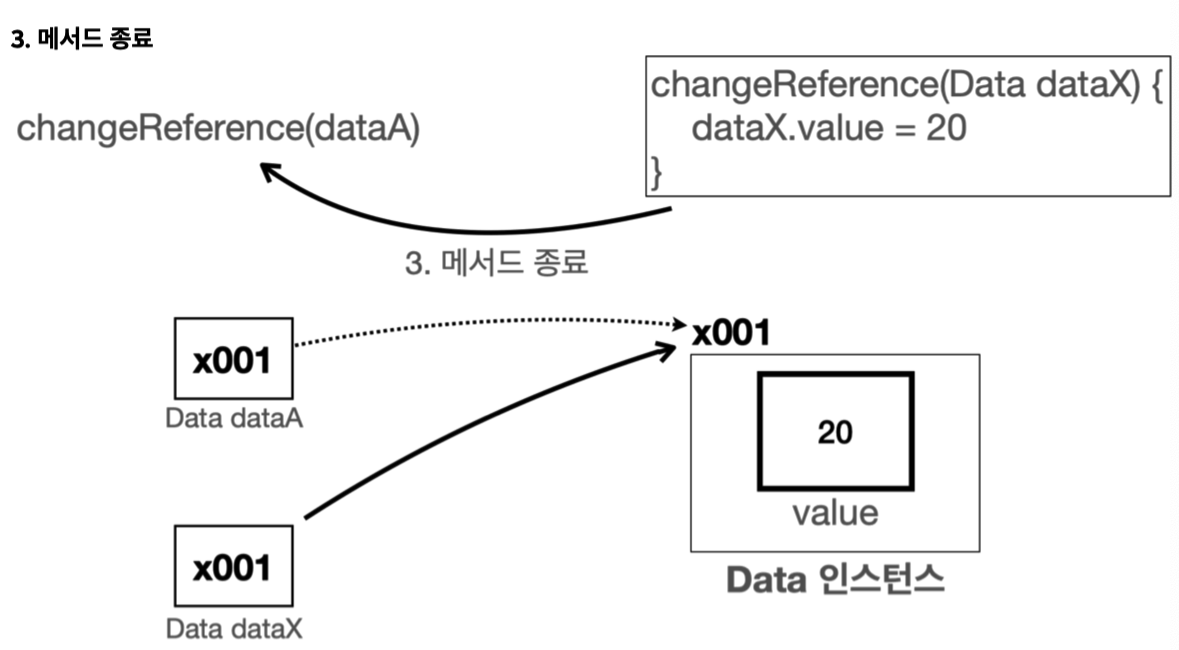 3. 메서드 종료
changeReference(dataA)
changeReference(Data dataX) {
dataX.value = 20
}
3. 메서드 종료
x001
Data dataA
x001
20
value
Data 인스턴스
x001
Data dataX